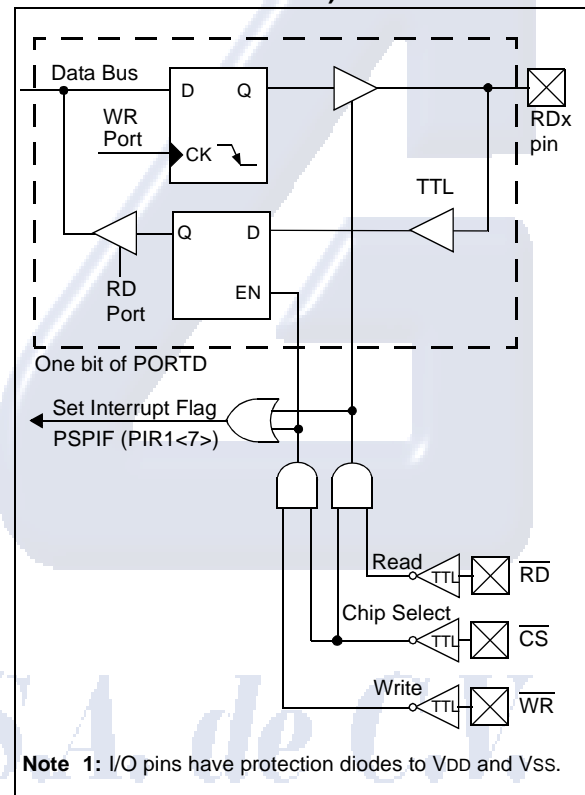 Data Bus
D Q
WR
Port
CK
RDx
pin
TTL
Q D
EN
RD
Port
One bit of PORTD
Set Interrupt Flag
PSPIF (PIR1<7>)
Read
TTL
RD
Chip Select
TTL
CS
Write
TTL
WR
S.A. de C.V.
Note 1: I/O pins have protection diodes to VDD and VSS.